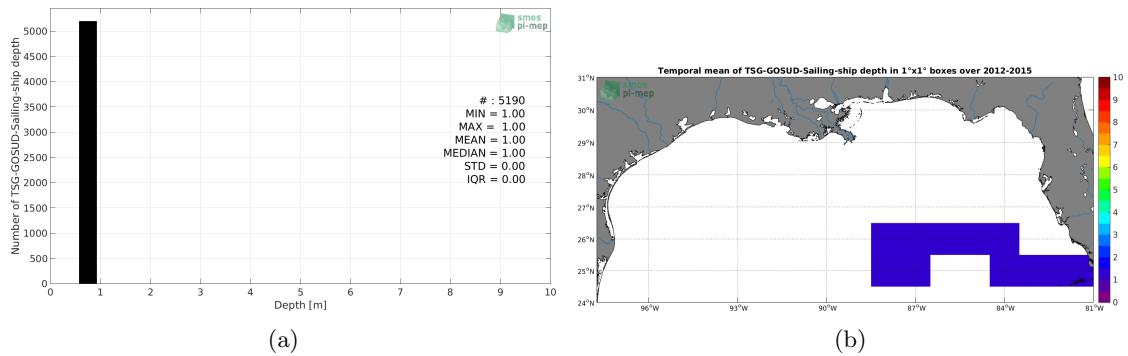 smos
pi-mep
5000
4500
4000
3500
3000
2500
2000
1500
1000
500
0
Number of TSG-GOSUD-Sailing-ship depth
# : 5190
MIN = 1.00
MAX = 1.00
MEAN = 1.00
MEDIAN = 1.00
STD = 0.00
IQR = 0.00
0 1 2 3 4 5 6 7 8 9 10
Depth [m]
(a)
Temporal mean of TSG-GOSUD-Sailing-ship depth in 1°x1° boxes over 2012-2015
smos
pi-mep
31°N
30°N
29°N
28°N
27°N
26°N
25°N
24°N
96°W 93°W 90°W 87°W 84°W 81°W
10
9
8
7
6
5
4
3
2
1
0
(b)